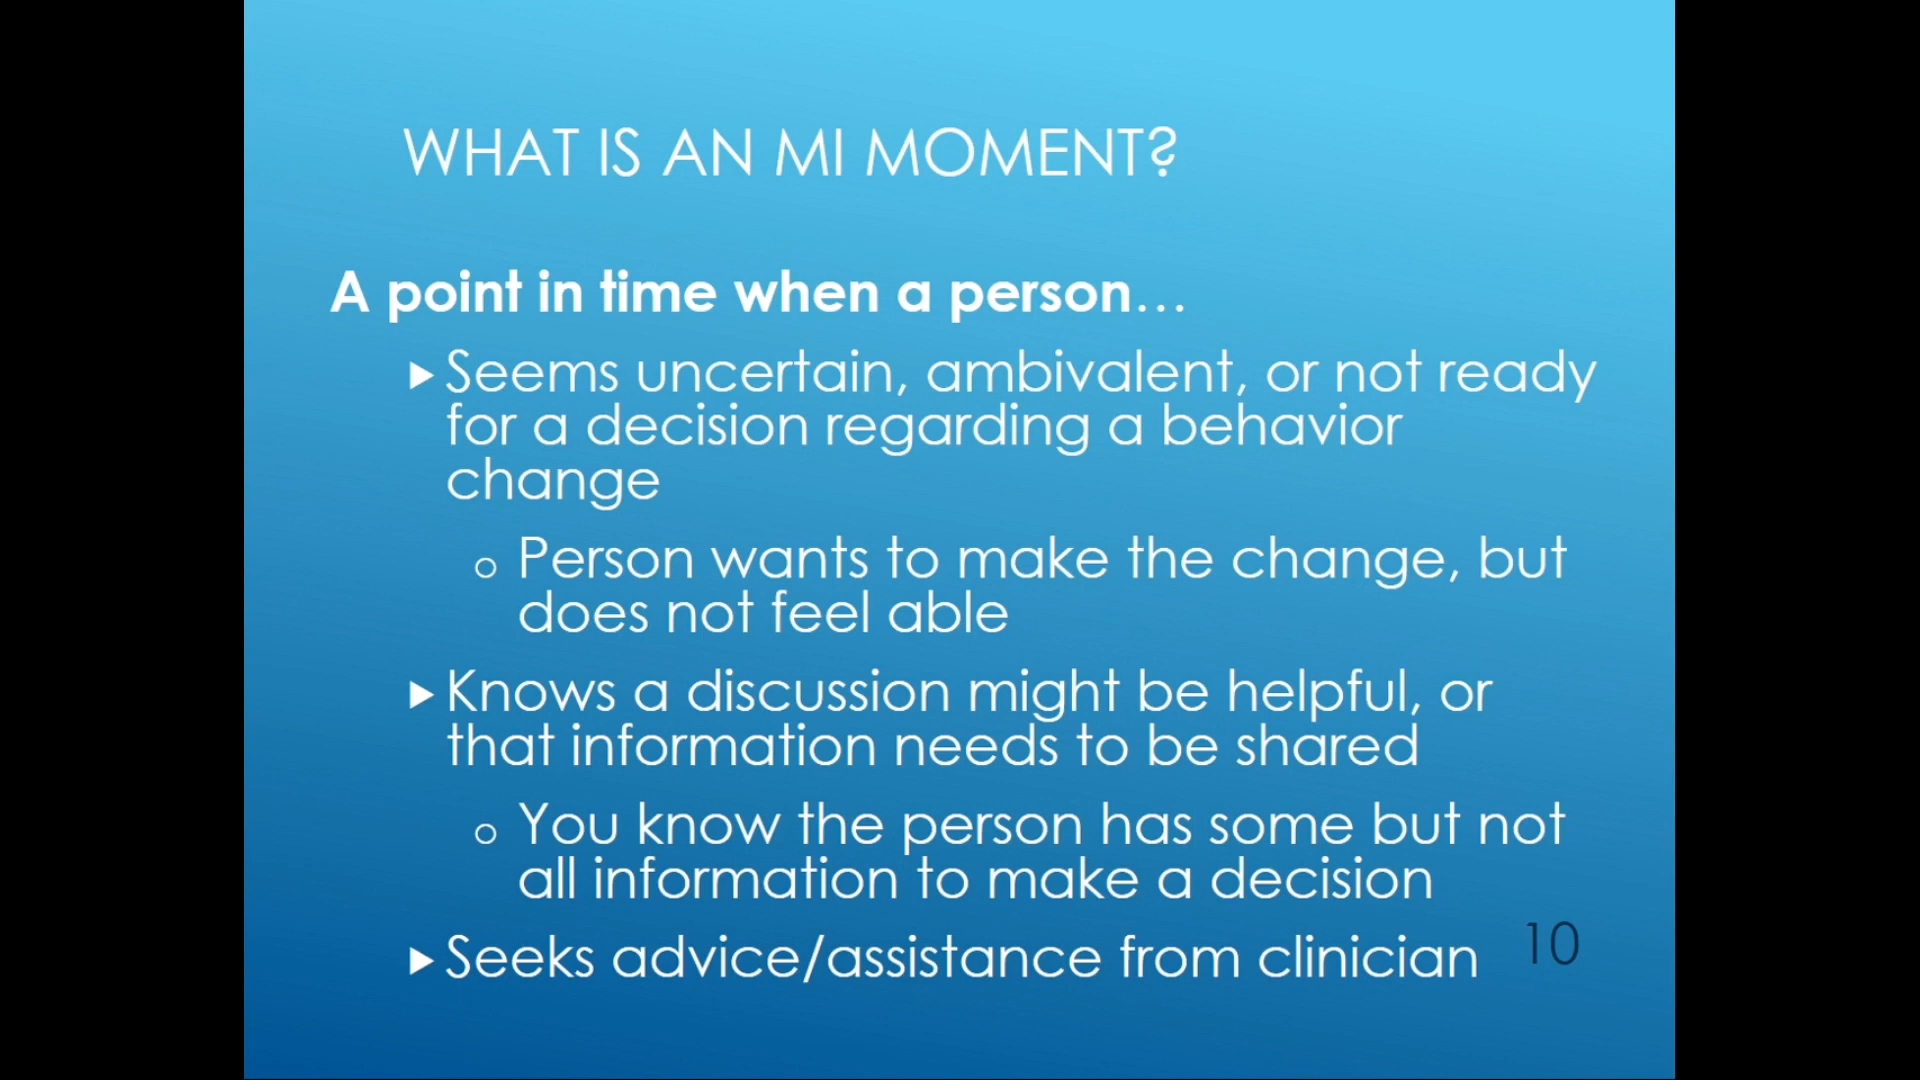 WHAT IS AN MI MOMENT?
A point in time when a person...
▸Seems uncertain, ambivalent, or not ready
for a decision regarding a behavior
change
o Person wants to make the change, but
does not feel able
▸Knows a discussion might be helpful, or
that information needs to be shared
o You know the person has some but not
all information to make a decision
▸Seeks advice/assistance from clinician
10